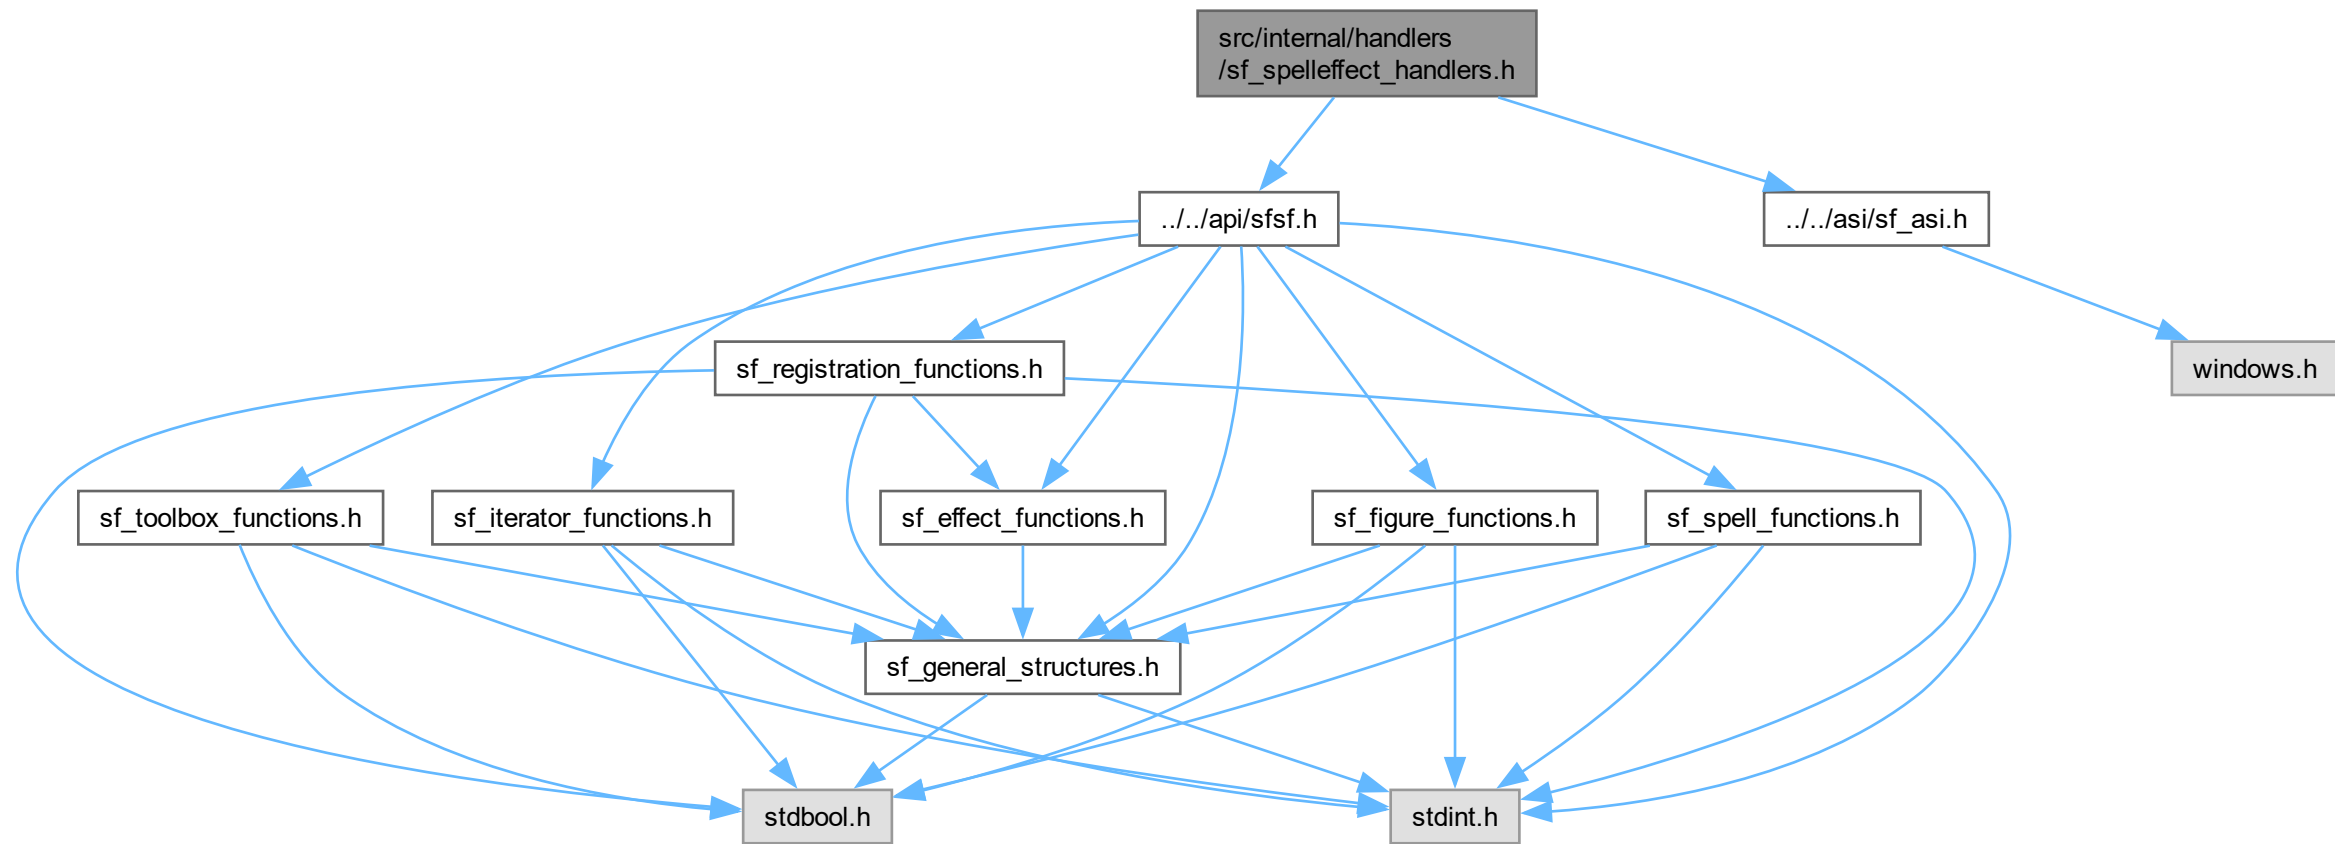 src/internal/handlers
/sf_spelleffect_handlers.h
../../api/sfsf.h
../../asi/sf_asi.h
sf_registration_functions.h
windows.h
sf_toolbox_functions.h
sf_iterator_functions.h
sf_effect_functions.h
sf_figure_functions.h
sf_spell_functions.h
sf_general_structures.h
stdbool.h
stdint.h